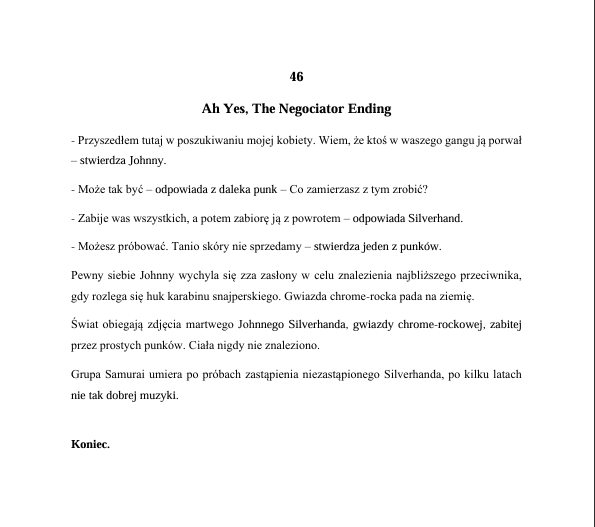 46
Ah Yes, The Negociator Ending
- Przyszedłem tutaj w poszukiwaniu mojej kobiety. Wiem, że ktoś w waszego gangu ją porwał
– stwierdza Johnny.
- Może tak być – odpowiada z daleka punk – Co zamierzasz z tym zrobić?
- Zabije was wszystkich, a potem zabiorę ją z powrotem – odpowiada Silverhand.
- Możesz próbować. Tanio skóry nie sprzedamy – stwierdza jeden z punków.
Pewny siebie Johnny wychyla się zza zasłony w celu znalezienia najbliższego przeciwnika,
gdy rozlega się huk karabinu snajperskiego. Gwiazda chrome-rocka pada na ziemię.
Świat obiegają zdjęcia martwego Johnnego Silverhanda, gwiazdy chrome-rockowej, zabitej
przez prostych punków. Ciała nigdy nie znaleziono.
Grupa Samurai umiera po próbach zastąpienia niezastąpionego Silverhanda, po kilku latach
nie tak dobrej muzyki.
Koniec.